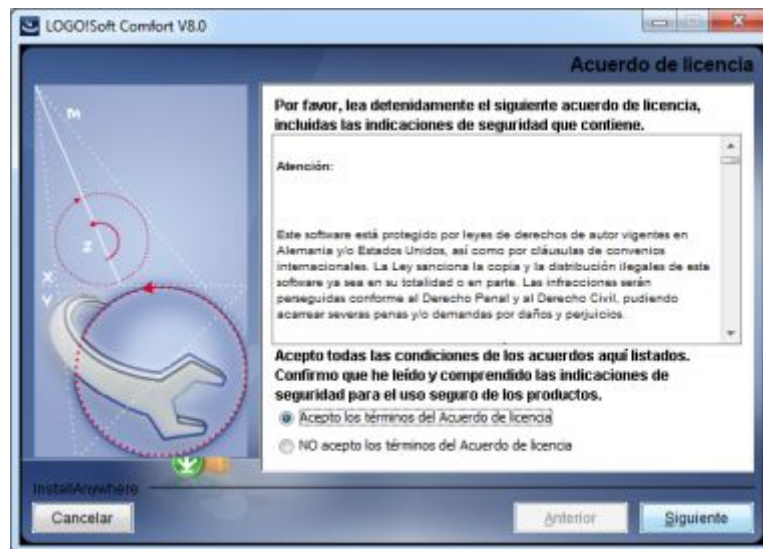 LOGO!Soft Comfort V8.0
Acuerdo de licencia
Por favor, lea detenidamente el siguiente acuerdo de licencia,
incluidas las indicaciones de seguridad que contiene.
Atención:
Este software está protegido por leyes de derechos de autor vigentes en
Alemania y/o Estados Unidos, así como por cláusulas de convenios
internacionales. La Ley sanciona la copia y la distribución ilegales de este
software ya sea en su totalidad o en parte. Las infracciones serán
perseguidas conforme al Derecho Penal y al Derecho Civil, pudiendo
acarrear severas penas y/o demandas por daños y perjuicios.
Acepto todas las condiciones de los acuerdos aquí listados.
Confirmo que he leído y comprendido las indicaciones de
seguridad para el uso seguro de los productos.
Acepto los términos del Acuerdo de licencia
NO acepto los términos del Acuerdo de licencia
M
Z
X
Y
InstallAnywhere
Cancelar
Anterior
Siguiente